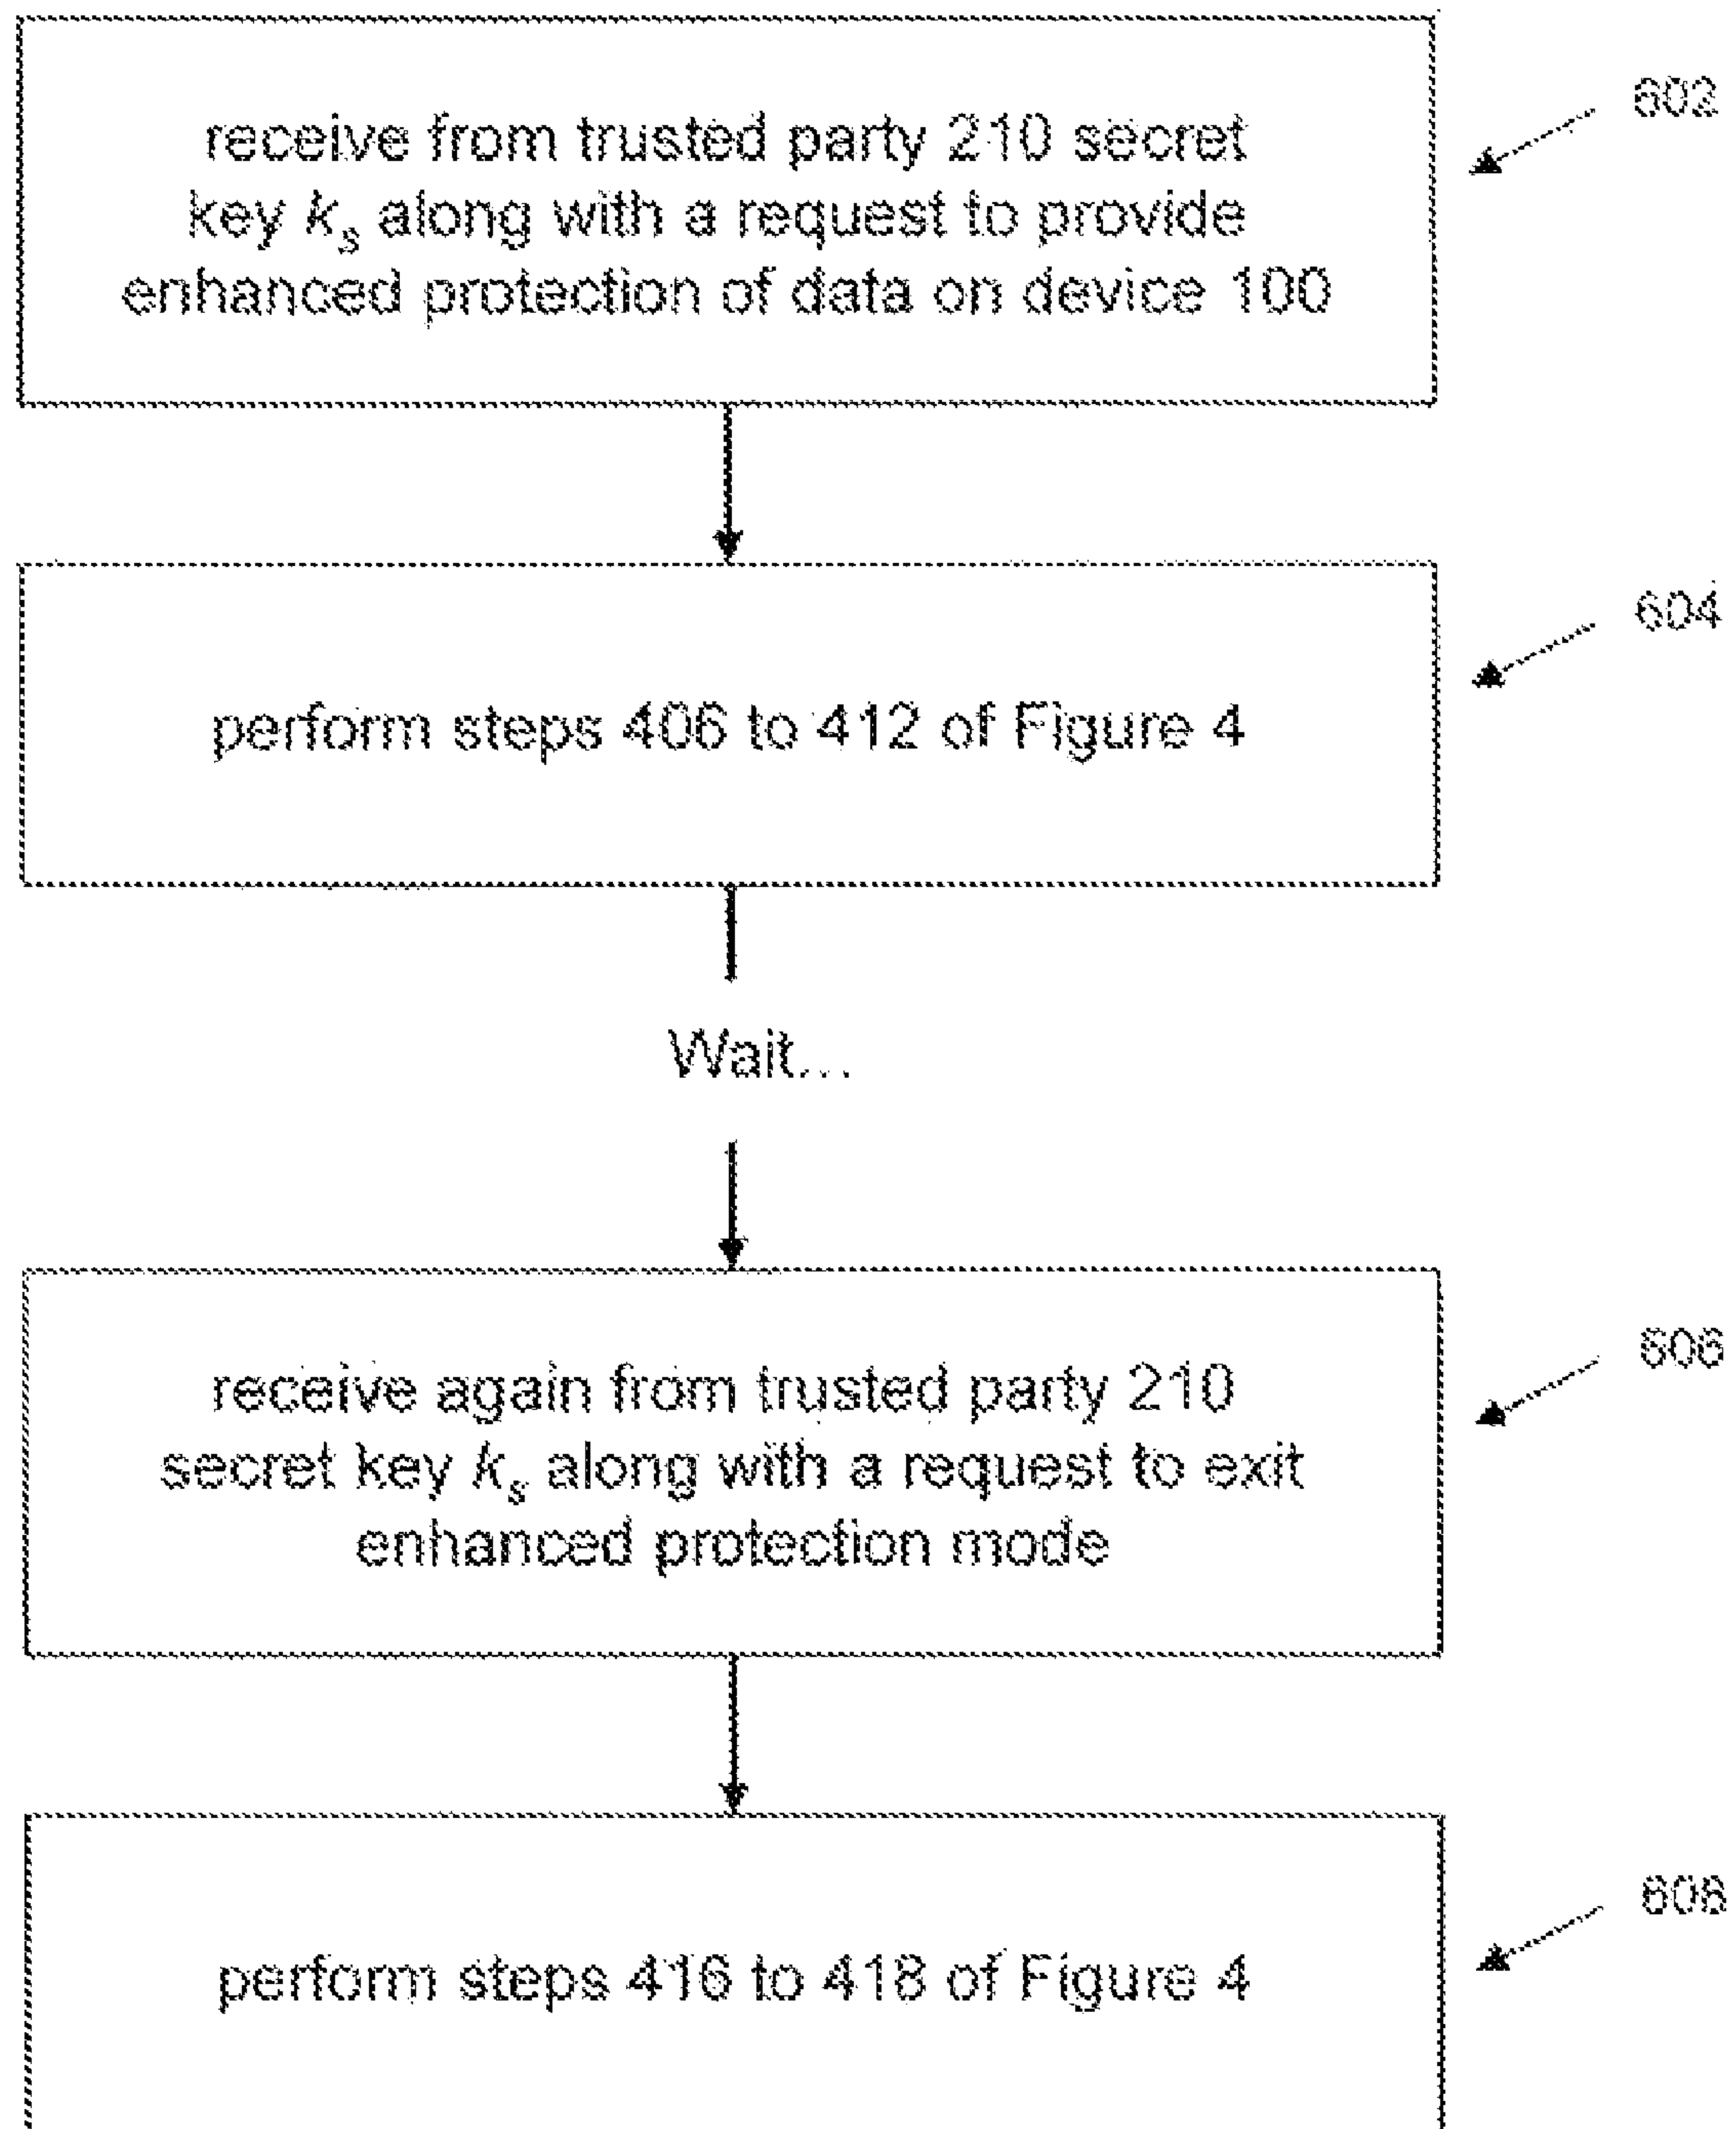 receive from trusted party 210 secret
key kₛ along with a request to provide
enhanced protection of data on device 100
602
perform steps 406 to 412 of Figure 4
604
Wait...
receive again from trusted party 210
secret key kₛ along with a request to exit
enhanced protection mode
606
perform steps 416 to 418 of Figure 4
608